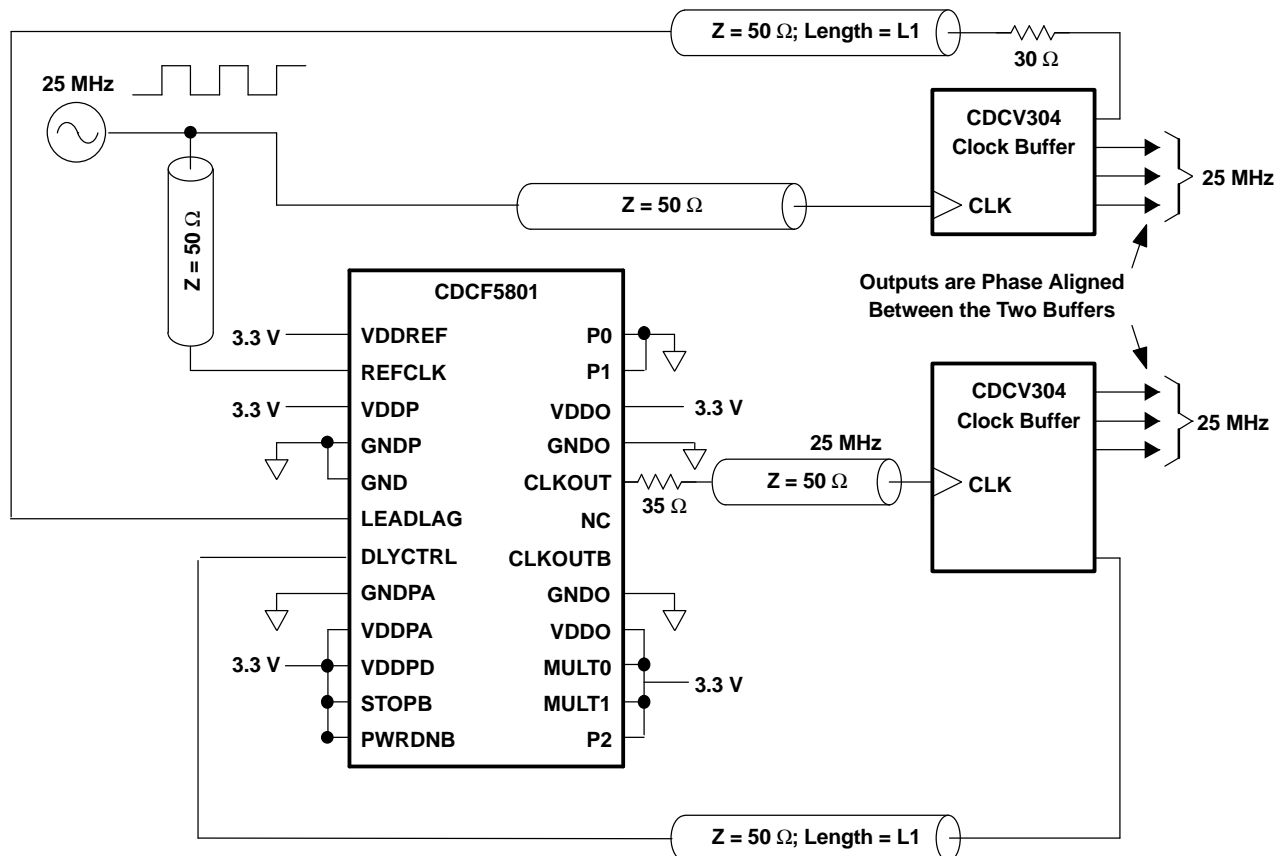 Z = 50 Ω; Length = L1
30 Ω
25 MHz
CDCV304
Clock Buffer
CLK
25 MHz
Z = 50 Ω
Z = 50 Ω
Outputs are Phase Aligned
Between the Two Buffers
CDCF5801
3.3 V
VDDREF
P0
REFCLK
P1
3.3 V
VDDP
VDDO
3.3 V
GNDP
GNDO
GND
CLKOUT
LEADLAG
NC
DLYCTRL
CLKOUTB
GNDPA
GNDO
VDDPA
VDDO
3.3 V
VDDPD
MULT0
3.3 V
STOPB
MULT1
PWRDNB
P2
35 Ω
25 MHz
Z = 50 Ω
CDCV304
Clock Buffer
CLK
25 MHz
Z = 50 Ω; Length = L1